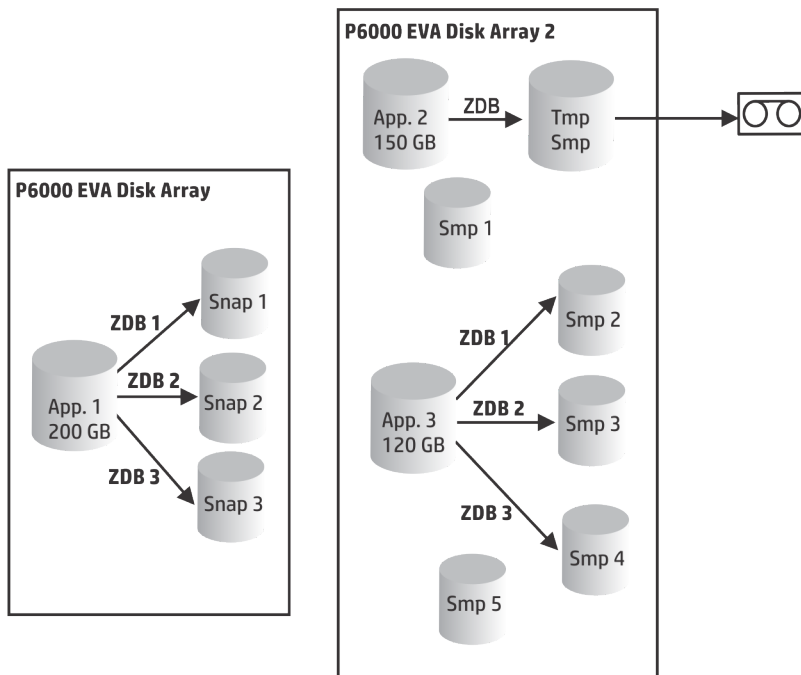 P6000 EVA Disk Array 2
App. 2
150 GB
ZDB
Tmp
Smp
Smp 1
P6000 EVA Disk Array
Snap 1
ZDB 1
App. 1
200 GB
ZDB 2
Snap 2
ZDB 3
Snap 3
Smp 2
ZDB 1
App. 3
120 GB
ZDB 2
Smp 3
ZDB 3
Smp 4
Smp 5